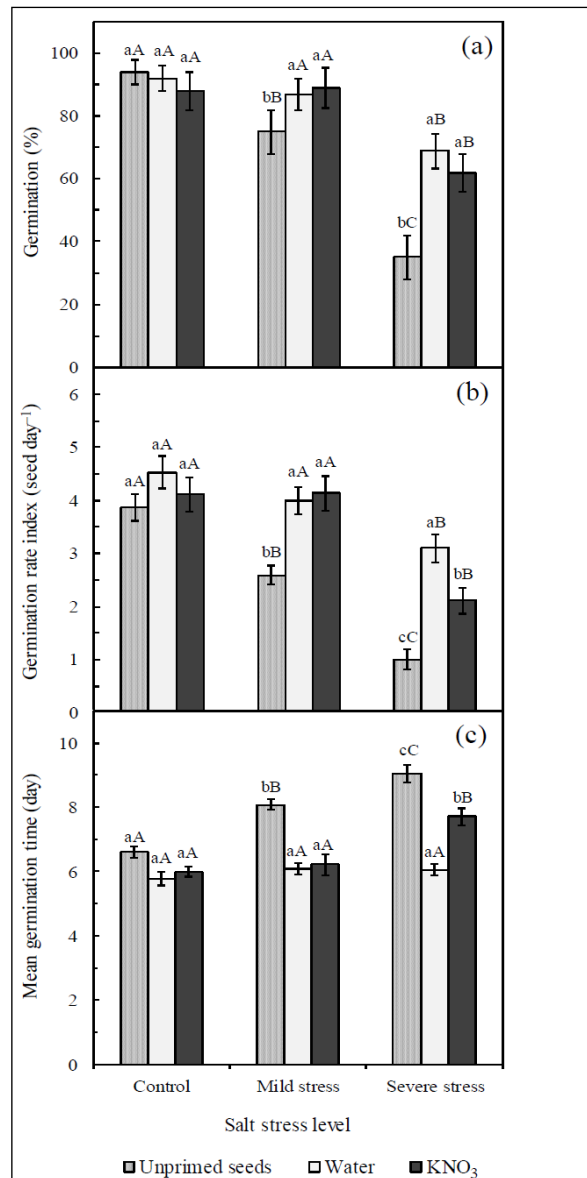 (a)
100
80
60
40
20
0
Germination (%)
aA aA aA
bB aA aA
bC aB aB
(b)
6
5
4
3
2
1
0
Germination rate index (seed day⁻¹)
aA aA aA
bB aA aA
cC aB bB
(c)
10
8
6
4
2
0
Mean germination time (day)
aA aA aA
bB aA aA
cC aA bB
Control Mild stress Severe stress
Salt stress level
Unprimed seeds Water KNO₃